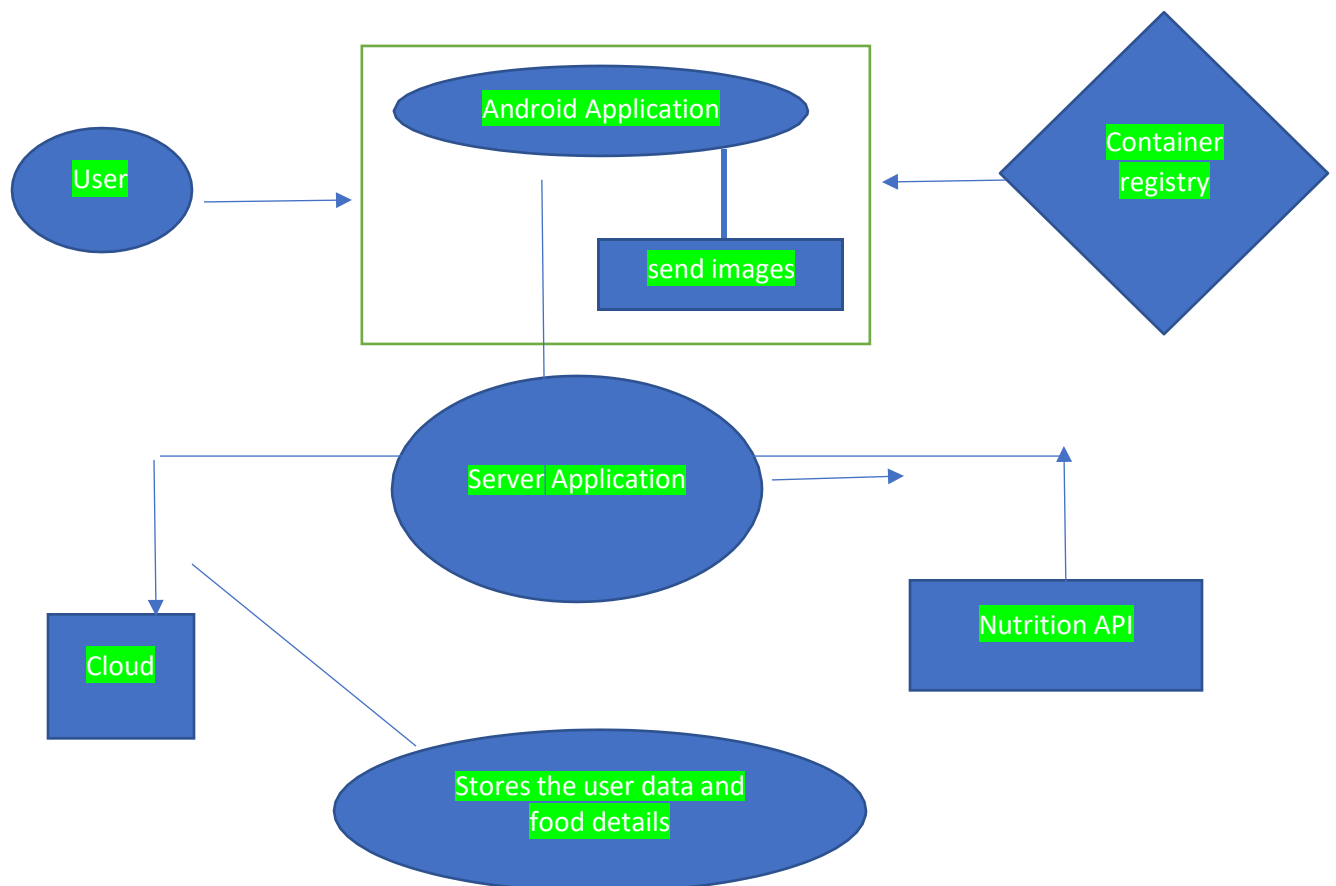 Android Application
User
Container
registry
send images
Server Application
Nutrition API
Cloud
Stores the user data and
food details